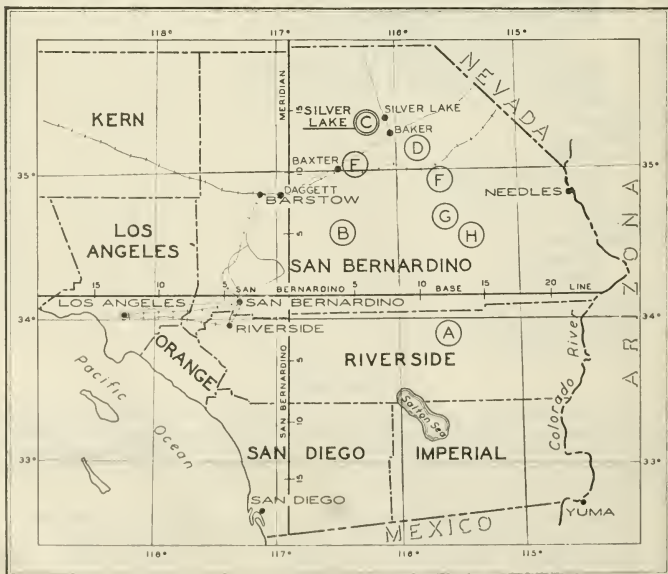 118° 117° 116° 115°
MERIDIAN
NEVADA
KERN
15
SILVER LAKE
SILVER
LAKE
C
BAKER
D
BAXTER
E
10
F
35° 35°
DAGGETT
BARSTOW
NEEDLES
LOS
ANGELES
G
B
5
H
ARIZONA
SAN BERNARDINO
15 10 5 SAN BERNARDINO 5 10 BASE 15 20 LINE
LOS ANGELES
SAN BERNARDINO
34° 34°
RIVERSIDE
A
ORANGE
5
RIVERSIDE
Colorado River
Pacific Ocean
SAN BERNARDINO
Salton Sea
10
SAN DIEGO
IMPERIAL
33° 33°
15
SAN DIEGO
YUMA
MEXICO
118° 117° 116° 115°